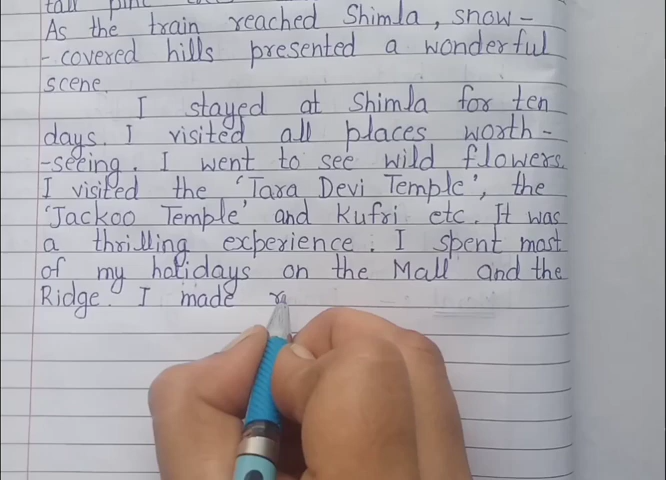 tall pine
As the train reached Shimla, snow-
- covered hills presented a wonderful
scene.
I stayed at Shimla for ten
days. I visited all places worth-
-seeing. I went to see wild flowers.
I visited the 'Tara Devi Temple', the
'Jackoo Temple' and Kufri etc. It was
a thrilling experience. I spent most
of my holidays on the Mall and the
Ridge. I made